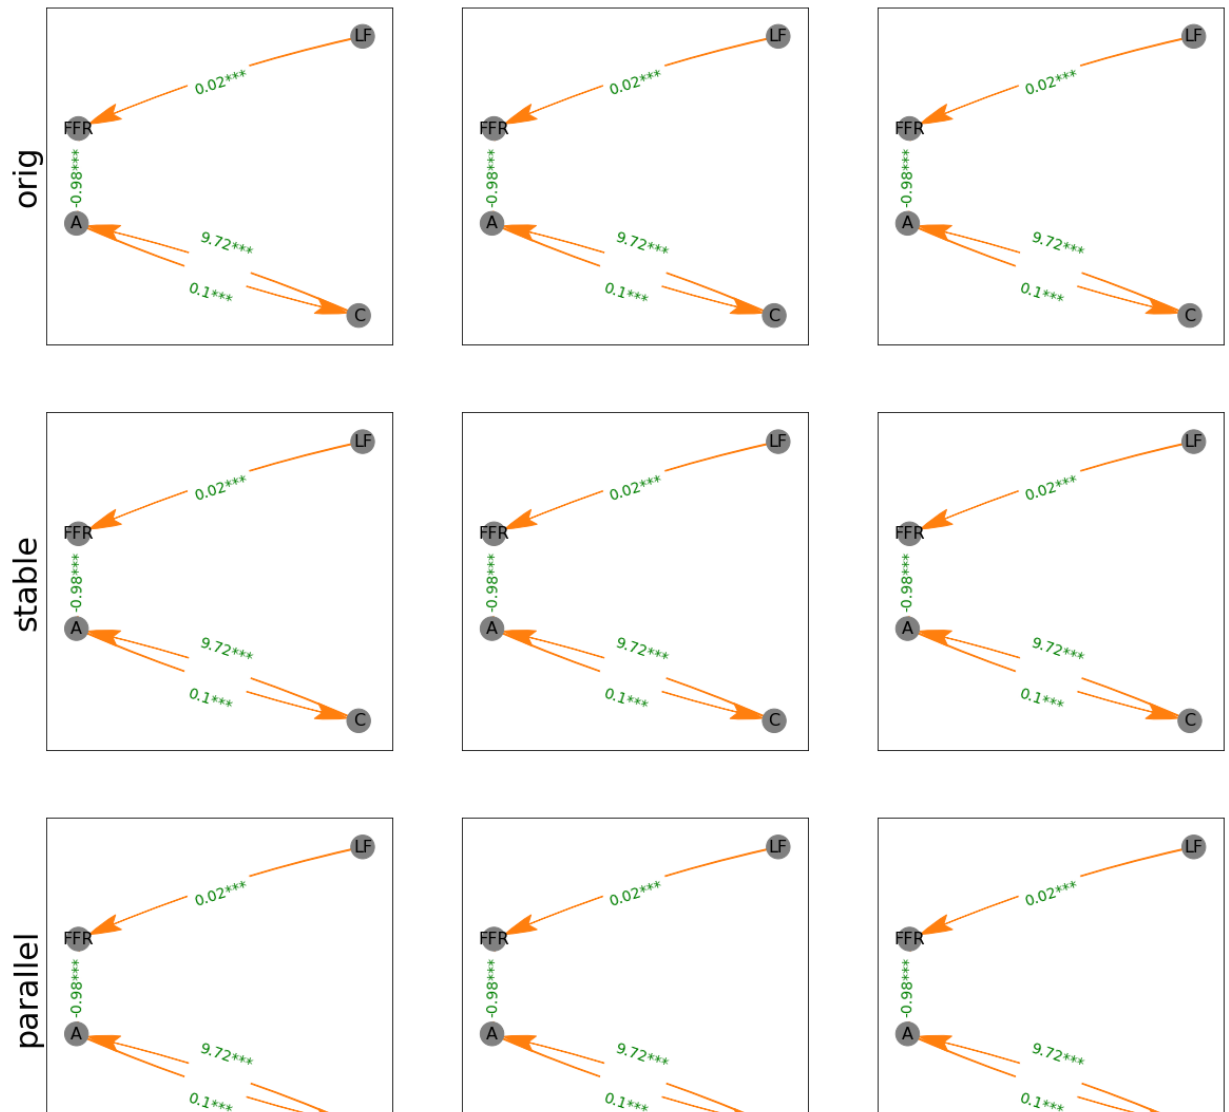 orig
LF
0.02***
FFR
-0.98***
A
9.72***
0.1***
C
LF
0.02***
FFR
-0.98***
A
9.72***
0.1***
C
LF
0.02***
FFR
-0.98***
A
9.72***
0.1***
C
stable
LF
0.02***
FFR
-0.98***
A
9.72***
0.1***
C
LF
0.02***
FFR
-0.98***
A
9.72***
0.1***
C
LF
0.02***
FFR
-0.98***
A
9.72***
0.1***
C
parallel
LF
0.02***
FFR
-0.98***
A
9.72***
0.1***
LF
0.02***
FFR
-0.98***
A
9.72***
0.1***
LF
0.02***
FFR
-0.98***
A
9.72***
0.1***